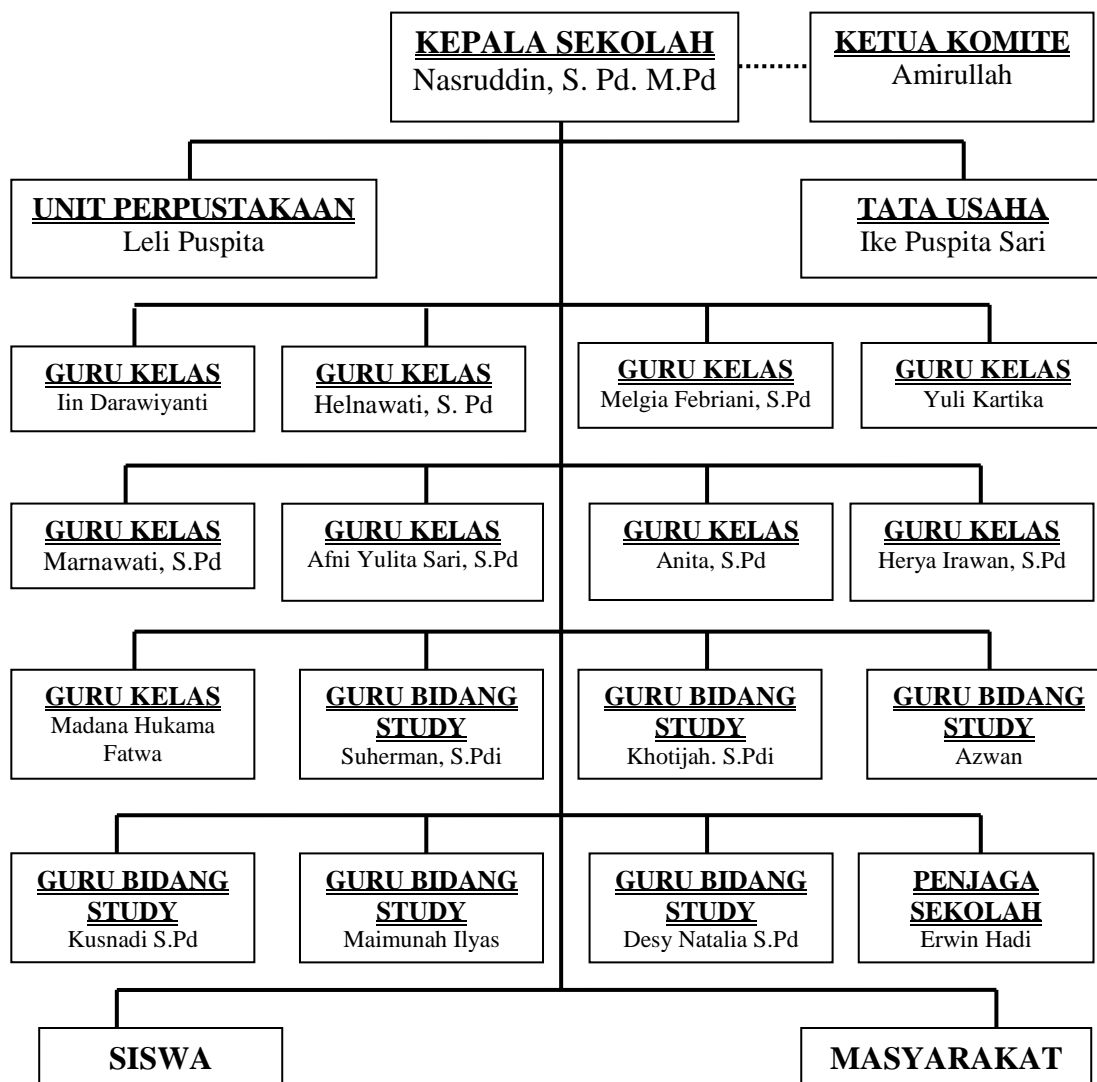 KEPALA SEKOLAH
Nasruddin, S. Pd. M.Pd
KETUA KOMITE
Amirullah
UNIT PERPUSTAKAAN
Leli Puspita
TATA USAHA
Ike Puspita Sari
GURU KELAS
Iin Darawiyanti
GURU KELAS
Helnawati, S. Pd
GURU KELAS
Melgia Febriani, S.Pd
GURU KELAS
Yuli Kartika
GURU KELAS
Marnawati, S.Pd
GURU KELAS
Afni Yulita Sari, S.Pd
GURU KELAS
Anita, S.Pd
GURU KELAS
Herya Irawan, S.Pd
GURU KELAS
Madana Hukama
Fatwa
GURU BIDANG
STUDY
Suherman, S.Pdi
GURU BIDANG
STUDY
Khotijah. S.Pdi
GURU BIDANG
STUDY
Azwan
GURU BIDANG
STUDY
Kusnadi S.Pd
GURU BIDANG
STUDY
Maimunah Ilyas
GURU BIDANG
STUDY
Desy Natalia S.Pd
PENJAGA
SEKOLAH
Erwin Hadi
SISWA
MASYARAKAT